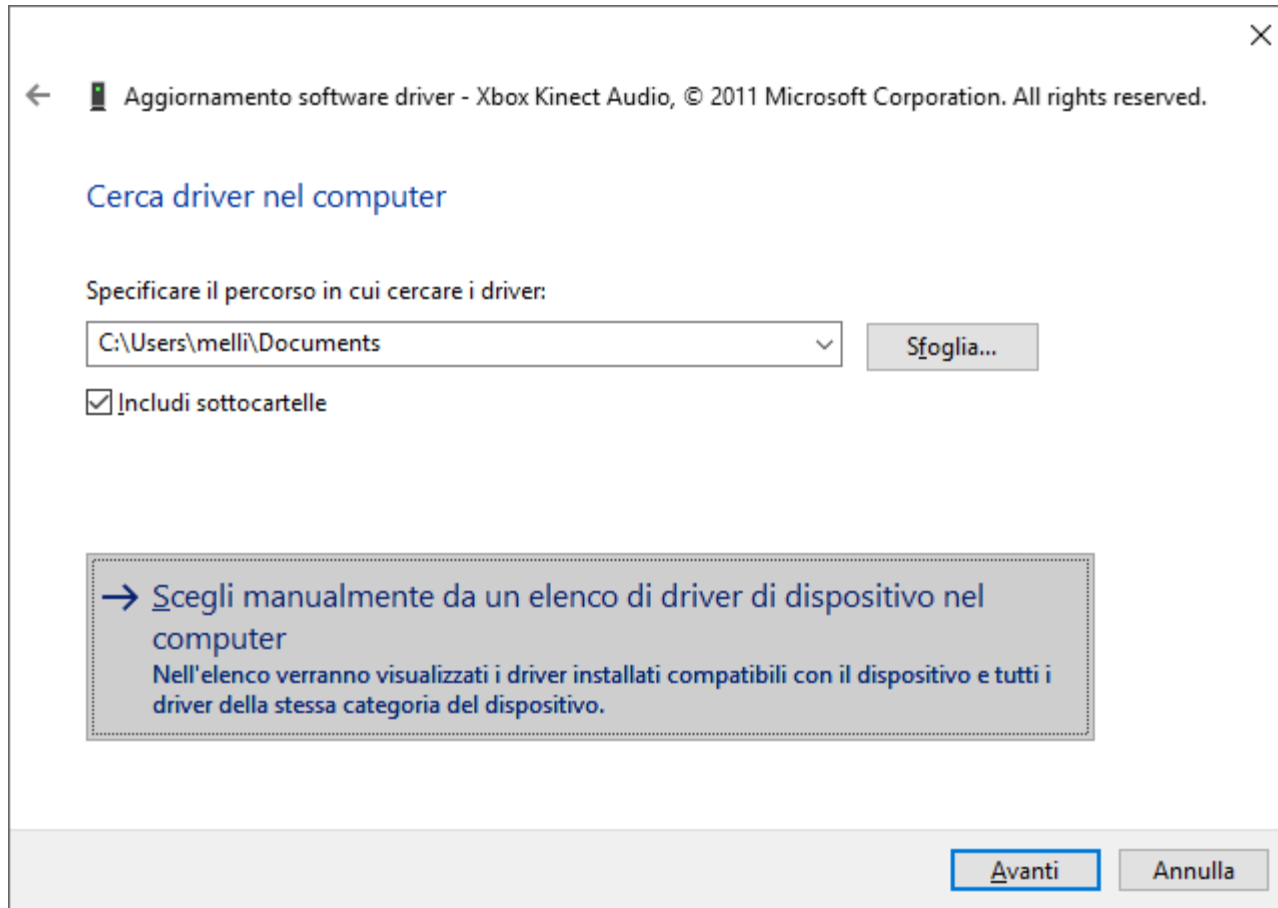 Aggiornamento software driver - Xbox Kinect Audio, © 2011 Microsoft Corporation. All rights reserved.
Cerca driver nel computer
Specificare il percorso in cui cercare i driver:
C:\Users\melli\Documents
Sfoglia...
Includi sottocartelle
Scegli manualmente da un elenco di driver di dispositivo nel
computer
Nell'elenco verranno visualizzati i driver installati compatibili con il dispositivo e tutti i
driver della stessa categoria del dispositivo.
Avanti
Annulla